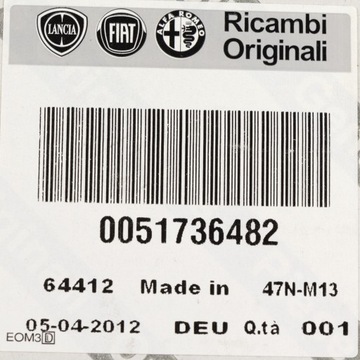 LANCIA FIAT ALFA ROMEO Ricambi
Originali
0051736482
64412 Made in 47N-M13
05-04-2012 DEU Q.tà 001
EOM3D